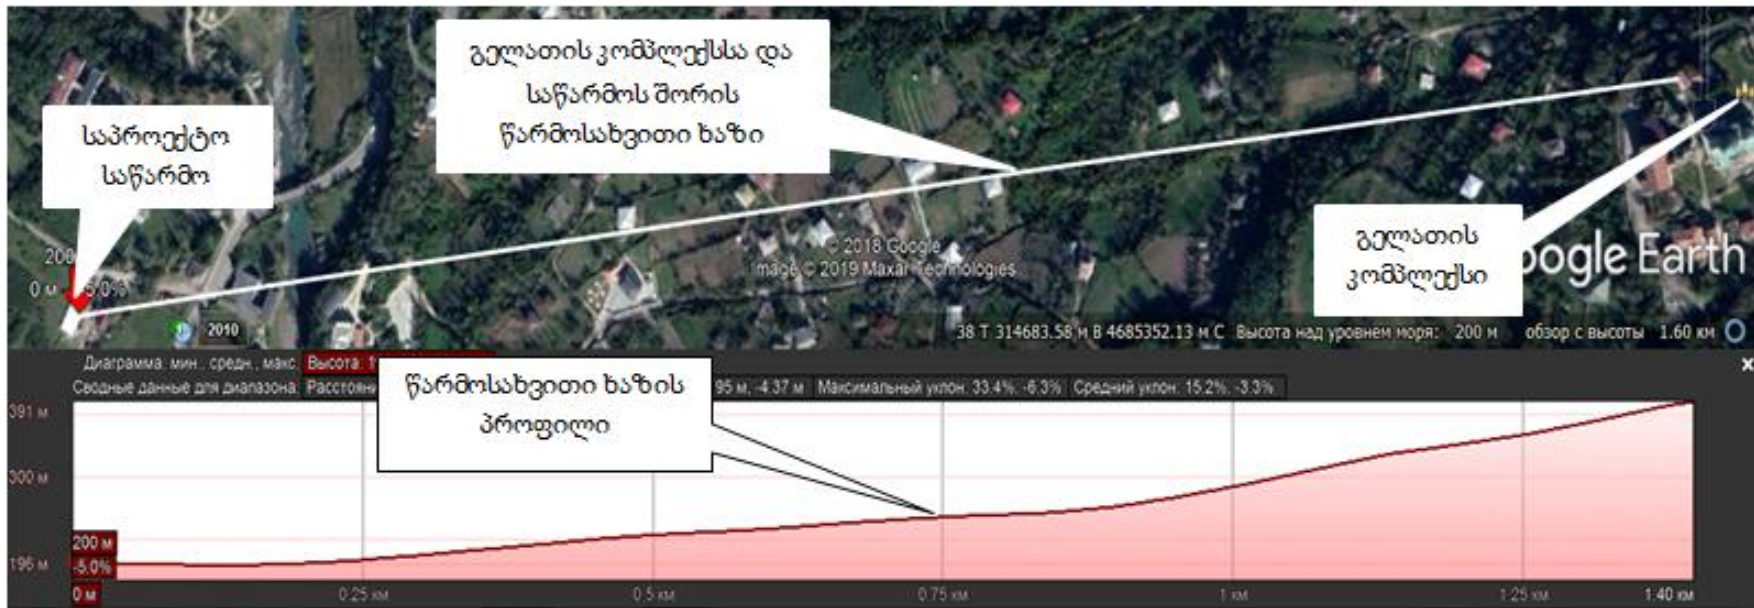 გელათის კომპლექსსა და
საწარმოს შორის
წარმოსახვითი ხაზი
საპროექტო
საწარმო
გელათის
კომპლექსი
200
0 м -5.0%
2010
© 2018 Google
Image © 2019 Maxar Technologies
Google Earth
38 T 314683.58 м В 4685352.13 м С Высота над уровнем моря: 200 м обзор с высоты 1.60 км
Диаграмма: мин., средн., макс. Высота:
Сводные данные для диапазона: 95 м, -4.37 м Максимальный уклон: 33.4%, -6.3% Средний уклон: 15.2%, -3.3%
წარმოსახვითი ხაზის
პროფილი
391 м
300 м
200 м
196 м
-5.0%
0 м 0.25 км 0.5 км 0.75 км 1 км 1.25 км 1.40 км